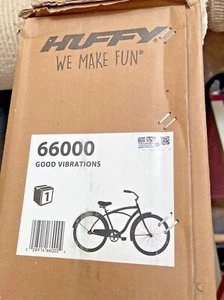 HUFFY
WE MAKE FUN®
66000
GOOD VIBRATIONS
1